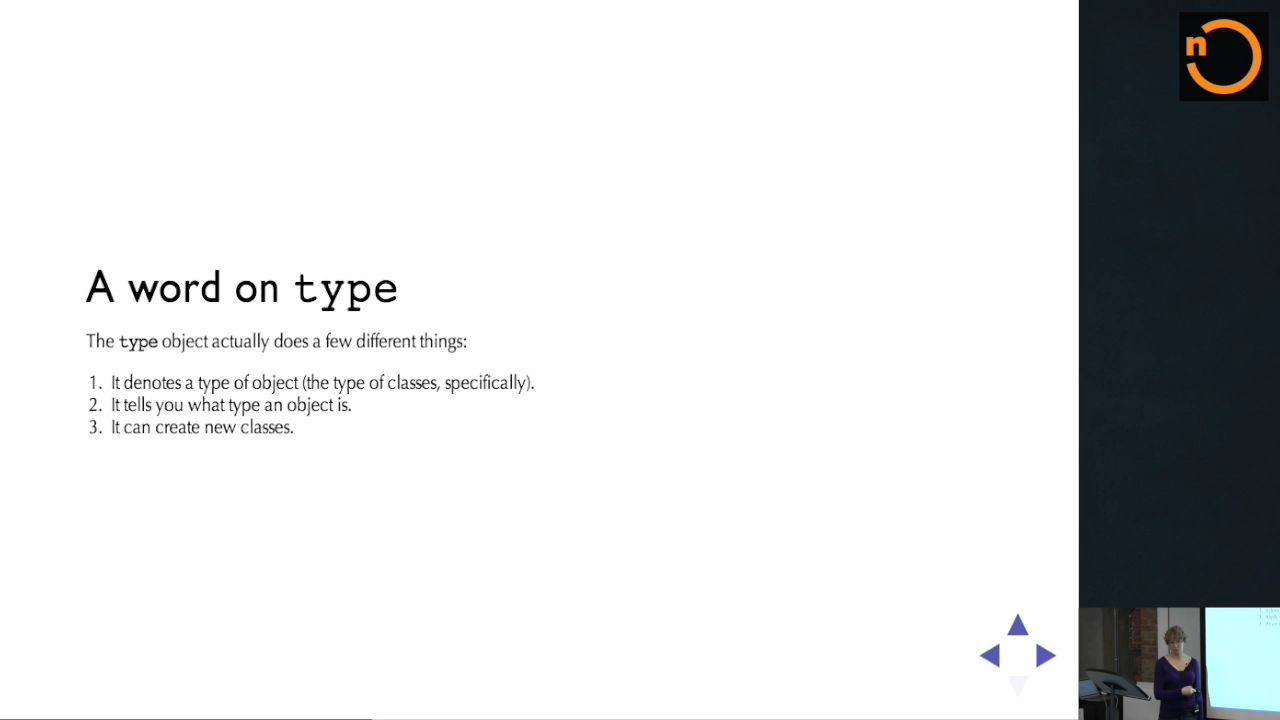 n
A word on type
The type object actually does a few different things:
1. It denotes a type of object (the type of classes, specifically).
2. It tells you what type an object is.
3. It can create new classes.